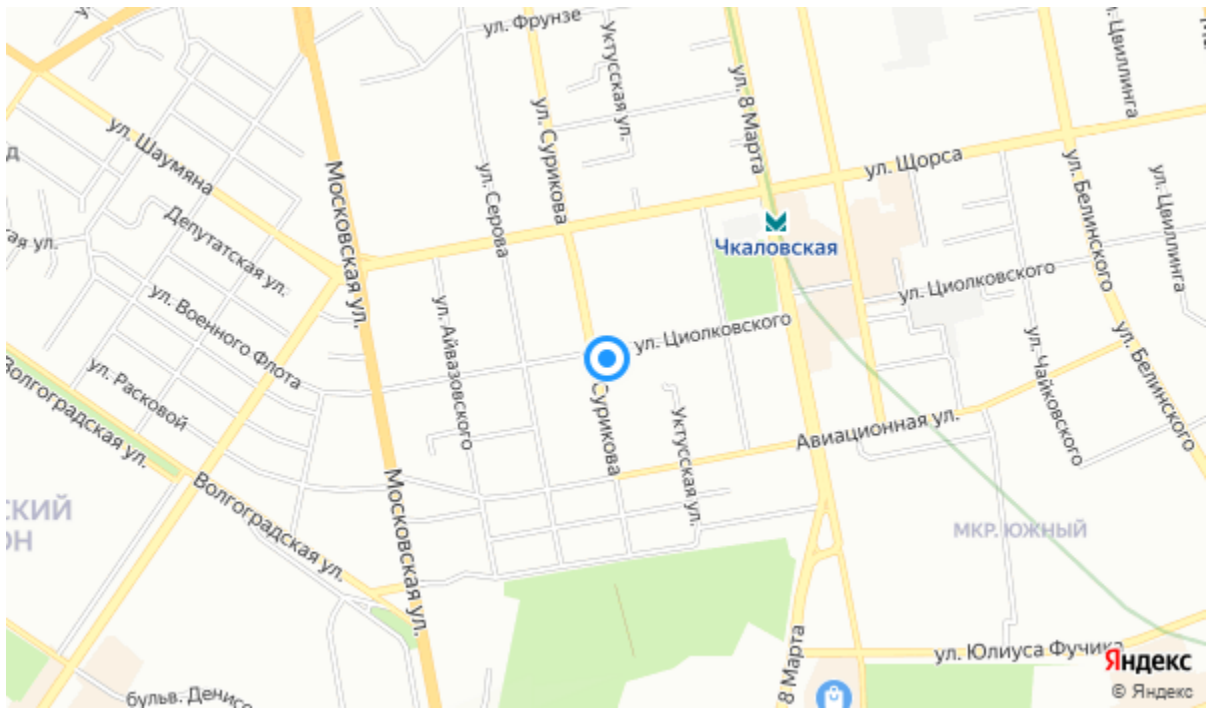 ул. Фрунзе
Уктусская ул.
ул. 8 Марта
ул. Цвиллинга
ул. Шаумяна
ул. Сурикова
ул. Щорса
ул. Белинского
ул. Цвиллинга
Московская ул.
ул. Серова
Депутатская ул.
ая ул.
Чкаловская
ул. Циолковского
ул. Военного Флота
ул. Айвазовского
ул. Циолковского
ул. Чайковского
ул. Белинского
ул. Расковой
Волгоградская ул.
Сурикова
Уктусская ул.
Авиационная ул.
Московская ул.
Волгоградская ул.
СКИЙ
ОН
МКР. ЮЖНЫЙ
8 Марта
ул. Юлиуса Фучика
бульв. Денисо
Яндекс
© Яндекс